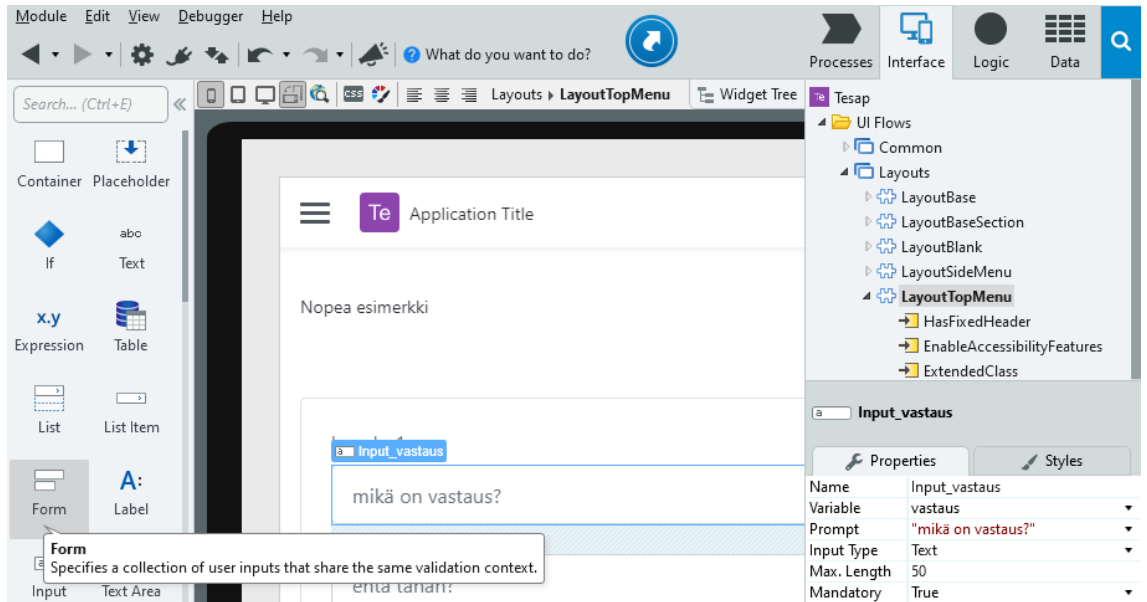 Module Edit View Debugger Help
What do you want to do?
Processes Interface Logic Data
Search... (Ctrl+E)
css
Layouts LayoutTopMenu
Widget Tree
Te Tesap
UI Flows
Common
Layouts
LayoutBase
LayoutBaseSection
LayoutBlank
LayoutSideMenu
LayoutTopMenu
HasFixedHeader
EnableAccessibilityFeatures
ExtendedClass
Container Placeholder
abc
If Text
x.y
Expression Table
List List Item
A:
Form Label
Form
Specifies a collection of user inputs that share the same validation context.
Input Text Area
Te Application Title
Nopea esimerkki
a Input_vastaus
mikä on vastaus?
a Input_vastaus
Properties Styles
Name Input_vastaus
Variable vastaus
Prompt "mikä on vastaus?"
Input Type Text
Max. Length 50
Mandatory True